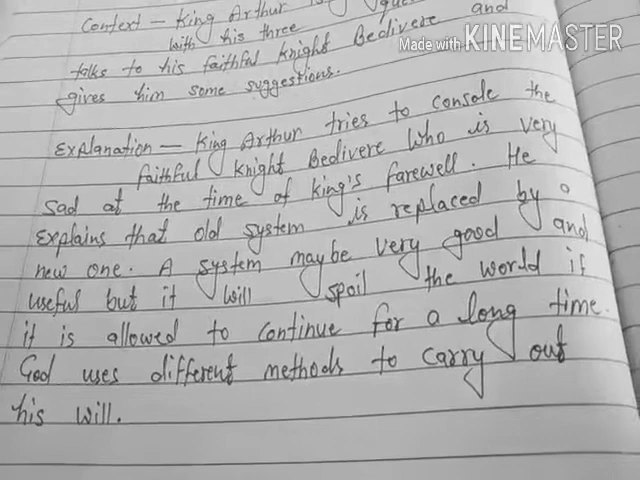 Context – King Arthur
with his three
Made with KINEMASTER
talks to his faithful knight Bedivere and
gives him some suggestions.
Explanation – King Arthur tries to console the
faithful knight Bedivere who is very
sad at the time of king's farewell. He
explains that old system is replaced by a
new one. A system may be very good and
useful but it will spoil the world if
it is allowed to continue for a long time.
God uses different methods to carry out
his will.